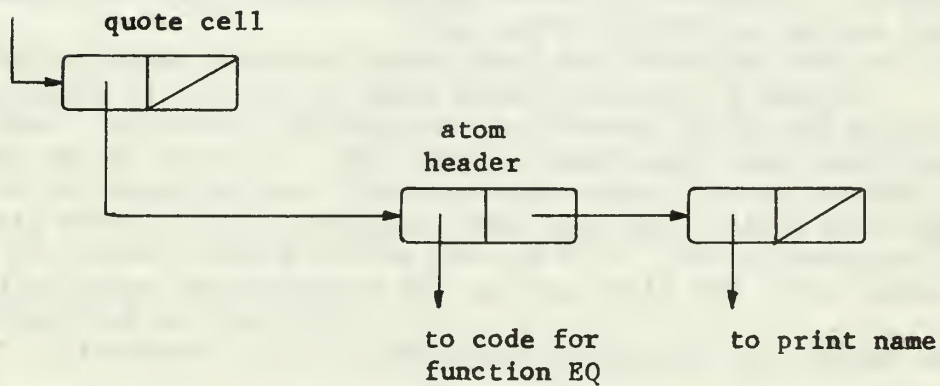 quote cell
atom
header
to code for
function EQ
to print name